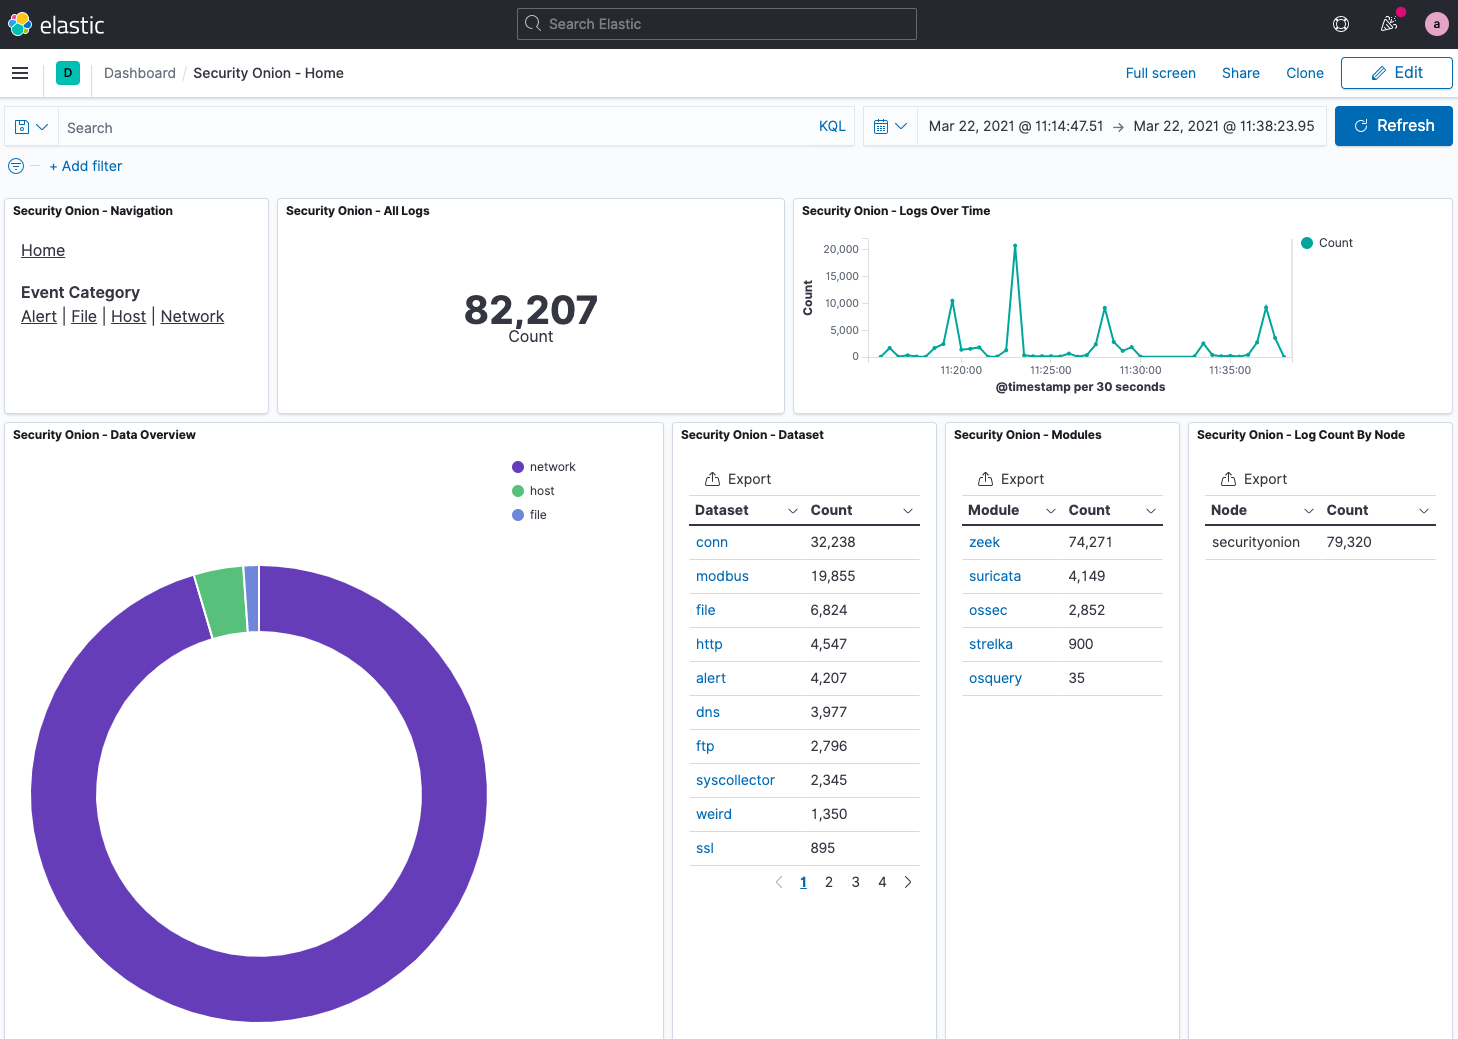 elastic
Search Elastic
a
D
Dashboard / Security Onion - Home
Full screen
Share
Clone
Edit
Search
KQL
Mar 22, 2021 @ 11:14:47.51 → Mar 22, 2021 @ 11:38:23.95
Refresh
+ Add filter
Security Onion - Navigation
Home
Event Category
Alert | File | Host | Network
Security Onion - All Logs
82,207
Count
Security Onion - Logs Over Time
Count
20,000
15,000
10,000
5,000
0
Count
11:20:00
11:25:00
11:30:00
11:35:00
@timestamp per 30 seconds
Security Onion - Data Overview
network
host
file
Security Onion - Dataset
Export
Dataset Count
conn 32,238
modbus 19,855
file 6,824
http 4,547
alert 4,207
dns 3,977
ftp 2,796
syscollector 2,345
weird 1,350
ssl 895
1 2 3 4
Security Onion - Modules
Export
Module Count
zeek 74,271
suricata 4,149
ossec 2,852
strelka 900
osquery 35
Security Onion - Log Count By Node
Export
Node Count
securityonion 79,320